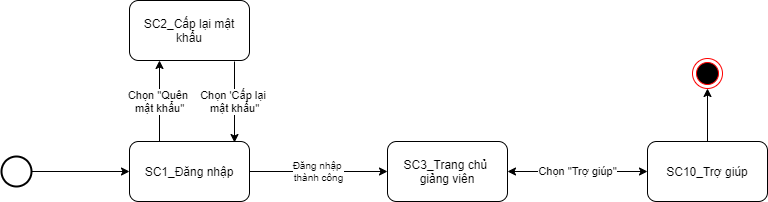 SC2_Cấp lại mật
khẩu
Chọn "Quên
mật khẩu"
Chọn 'Cấp lại
mật khẩu"
SC1_Đăng nhập
Đăng nhập
thành công
SC3_Trang chủ
giảng viên
Chọn "Trợ giúp"
SC10_Trợ giúp